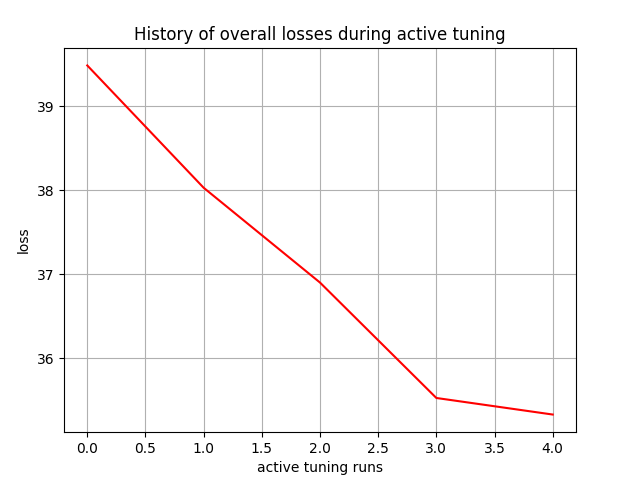 History of overall losses during active tuning
39
38
37
36
loss
0.0 0.5 1.0 1.5 2.0 2.5 3.0 3.5 4.0
active tuning runs